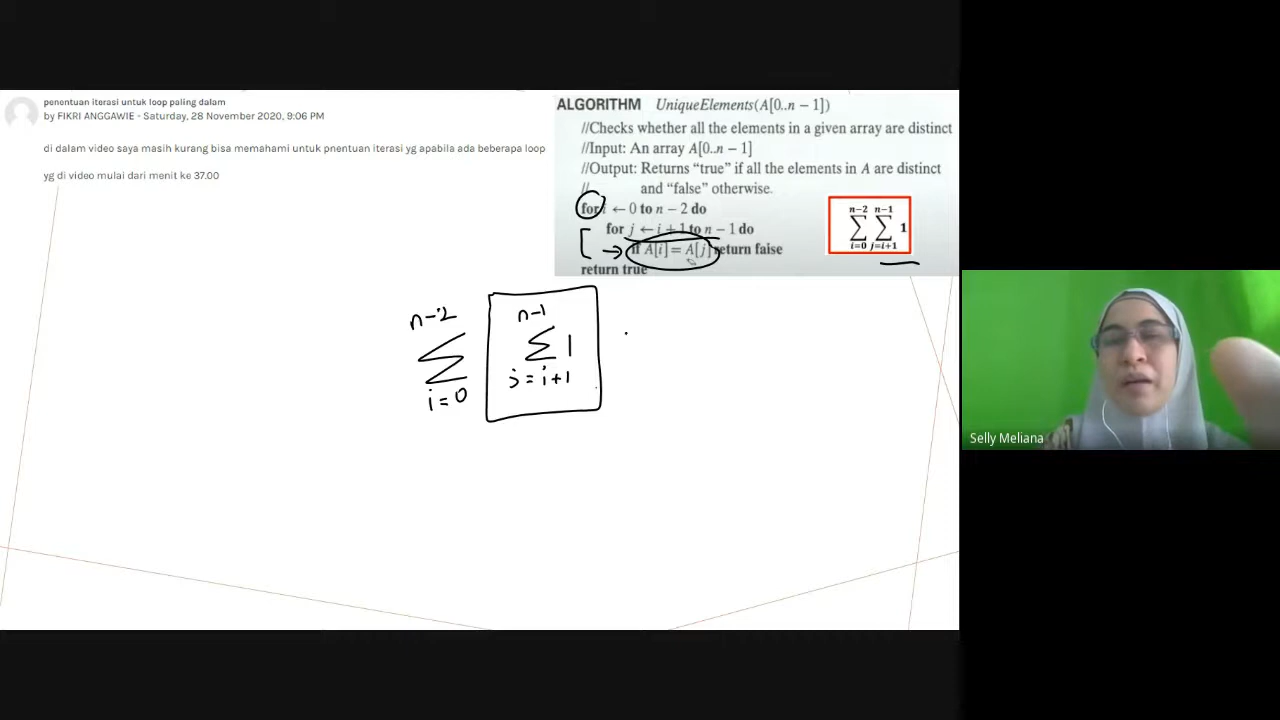 penentuan iterasi untuk loop paling dalam
by FIKRI ANGGAWIE - Saturday, 28 November 2020, 9:06 PM
di dalam video saya masih kurang bisa memahami untuk pnentuan iterasi yg apabila ada beberapa loop
yg di video mulai dari menit ke 37.00
ALGORITHM UniqueElements(A[0..n − 1])
//Checks whether all the elements in a given array are distinct
//Input: An array A[0..n − 1]
//Output: Returns “true” if all the elements in A are distinct
// and “false” otherwise.
for i ← 0 to n − 2 do
for j ← i + 1 to n − 1 do
if A[i] = A[j] return false
return true
n−2 n−1
∑ ∑ 1
i=0 j=i+1
n-2 n-1
∑ ∑ 1
i=0 j=i+1
Selly Meliana